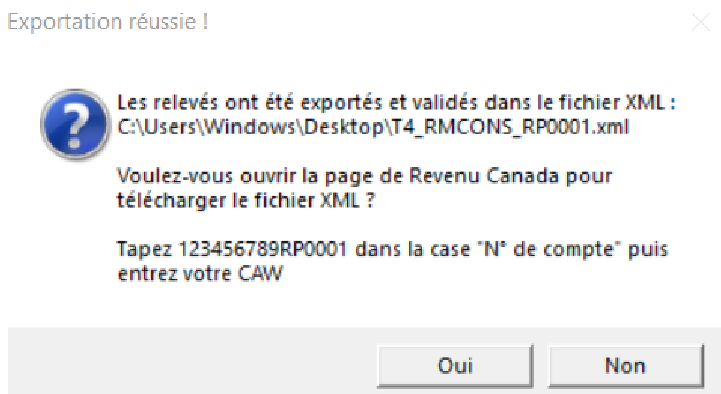 Exportation réussie !
Les relevés ont été exportés et validés dans le fichier XML :
C:\Users\Windows\Desktop\T4_RMCONS_RP0001.xml
Voulez-vous ouvrir la page de Revenu Canada pour
télécharger le fichier XML ?
Tapez 123456789RP0001 dans la case "N° de compte" puis
entrez votre CAW
Oui
Non